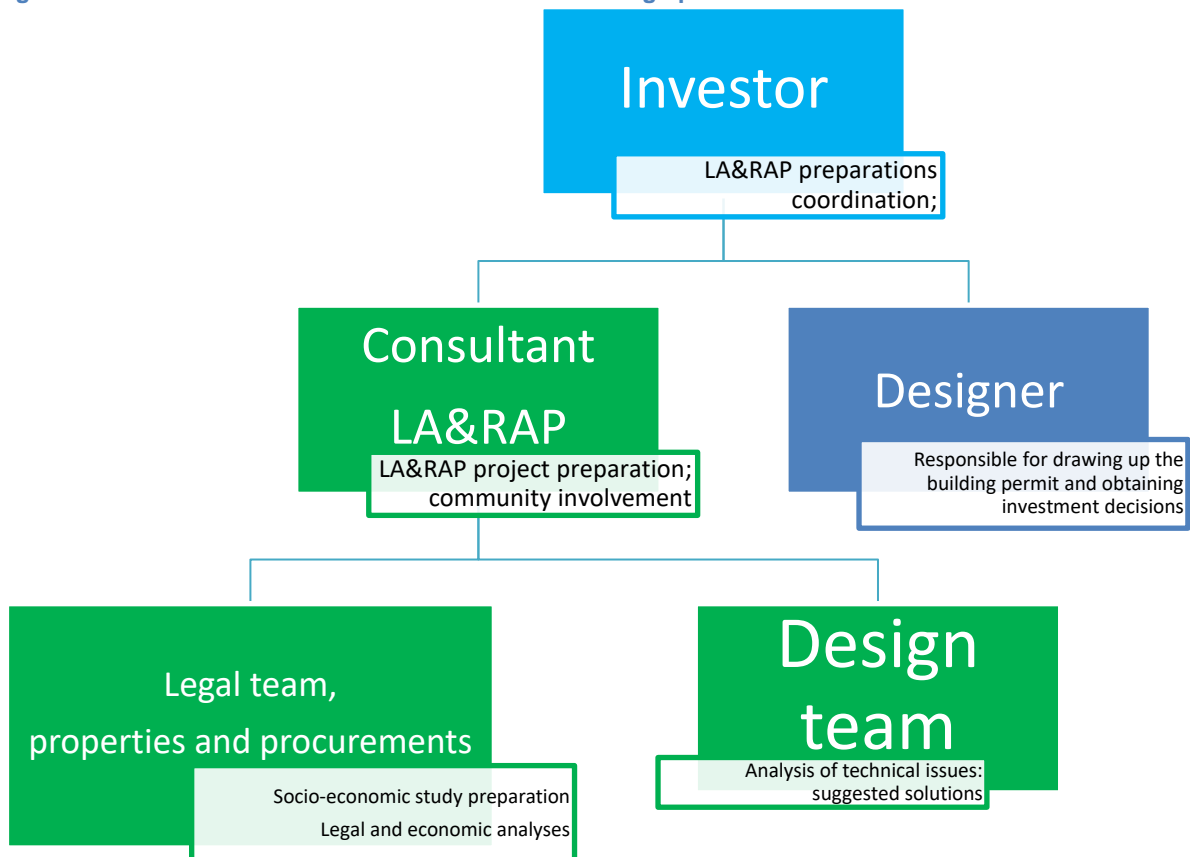 Investor
LA&RAP preparations
coordination;
Consultant
LA&RAP
LA&RAP project preparation;
community involvement
Designer
Responsible for drawing up the
building permit and obtaining
investment decisions
Legal team,
properties and procurements
Socio-economic study preparation
Legal and economic analyses
Design
team
Analysis of technical issues:
suggested solutions